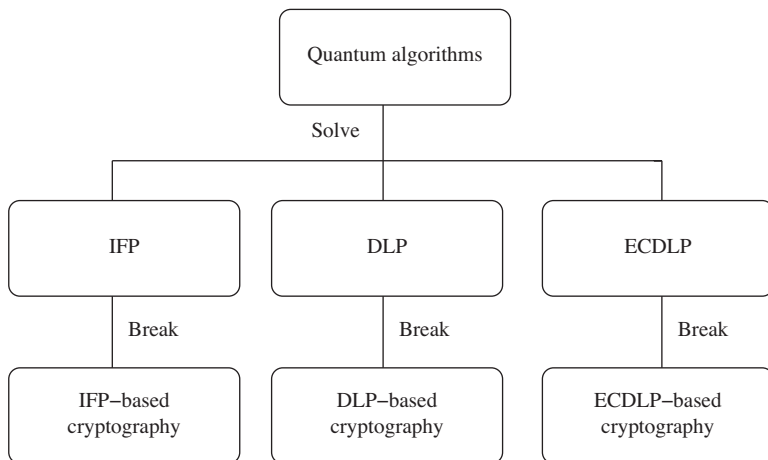 Quantum algorithms
Solve
IFP
DLP
ECDLP
Break
Break
Break
IFP−based
cryptography
DLP−based
cryptography
ECDLP−based
cryptography